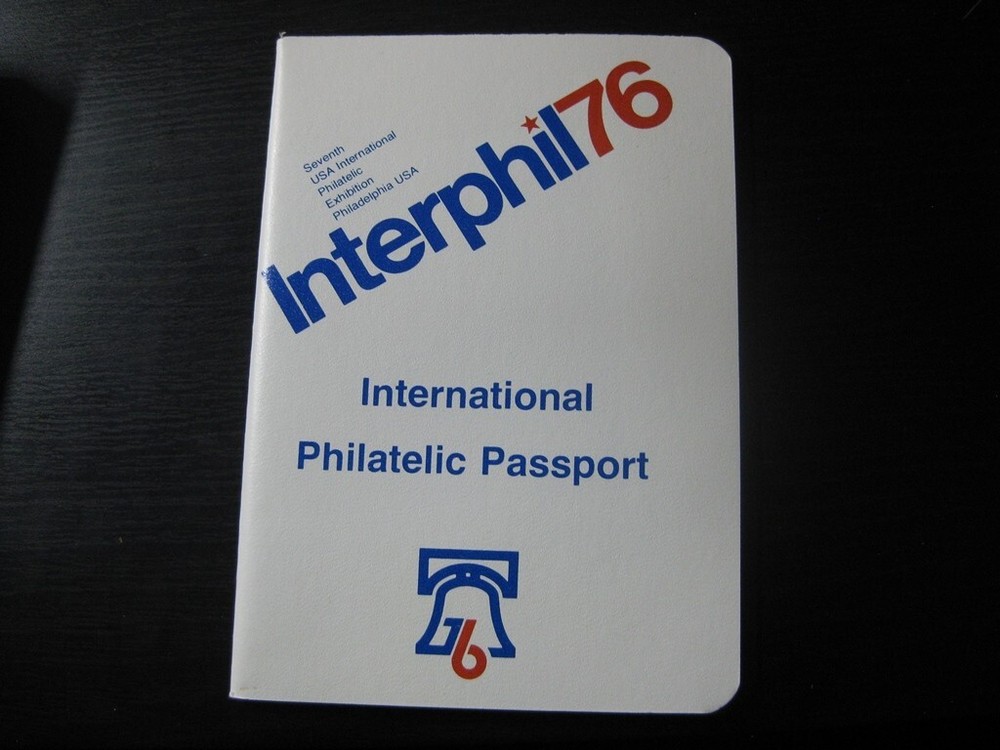 Seventh
USA International
Philatelic
Exhibition
Philadelphia USA
Interphil76
International
Philatelic Passport
76